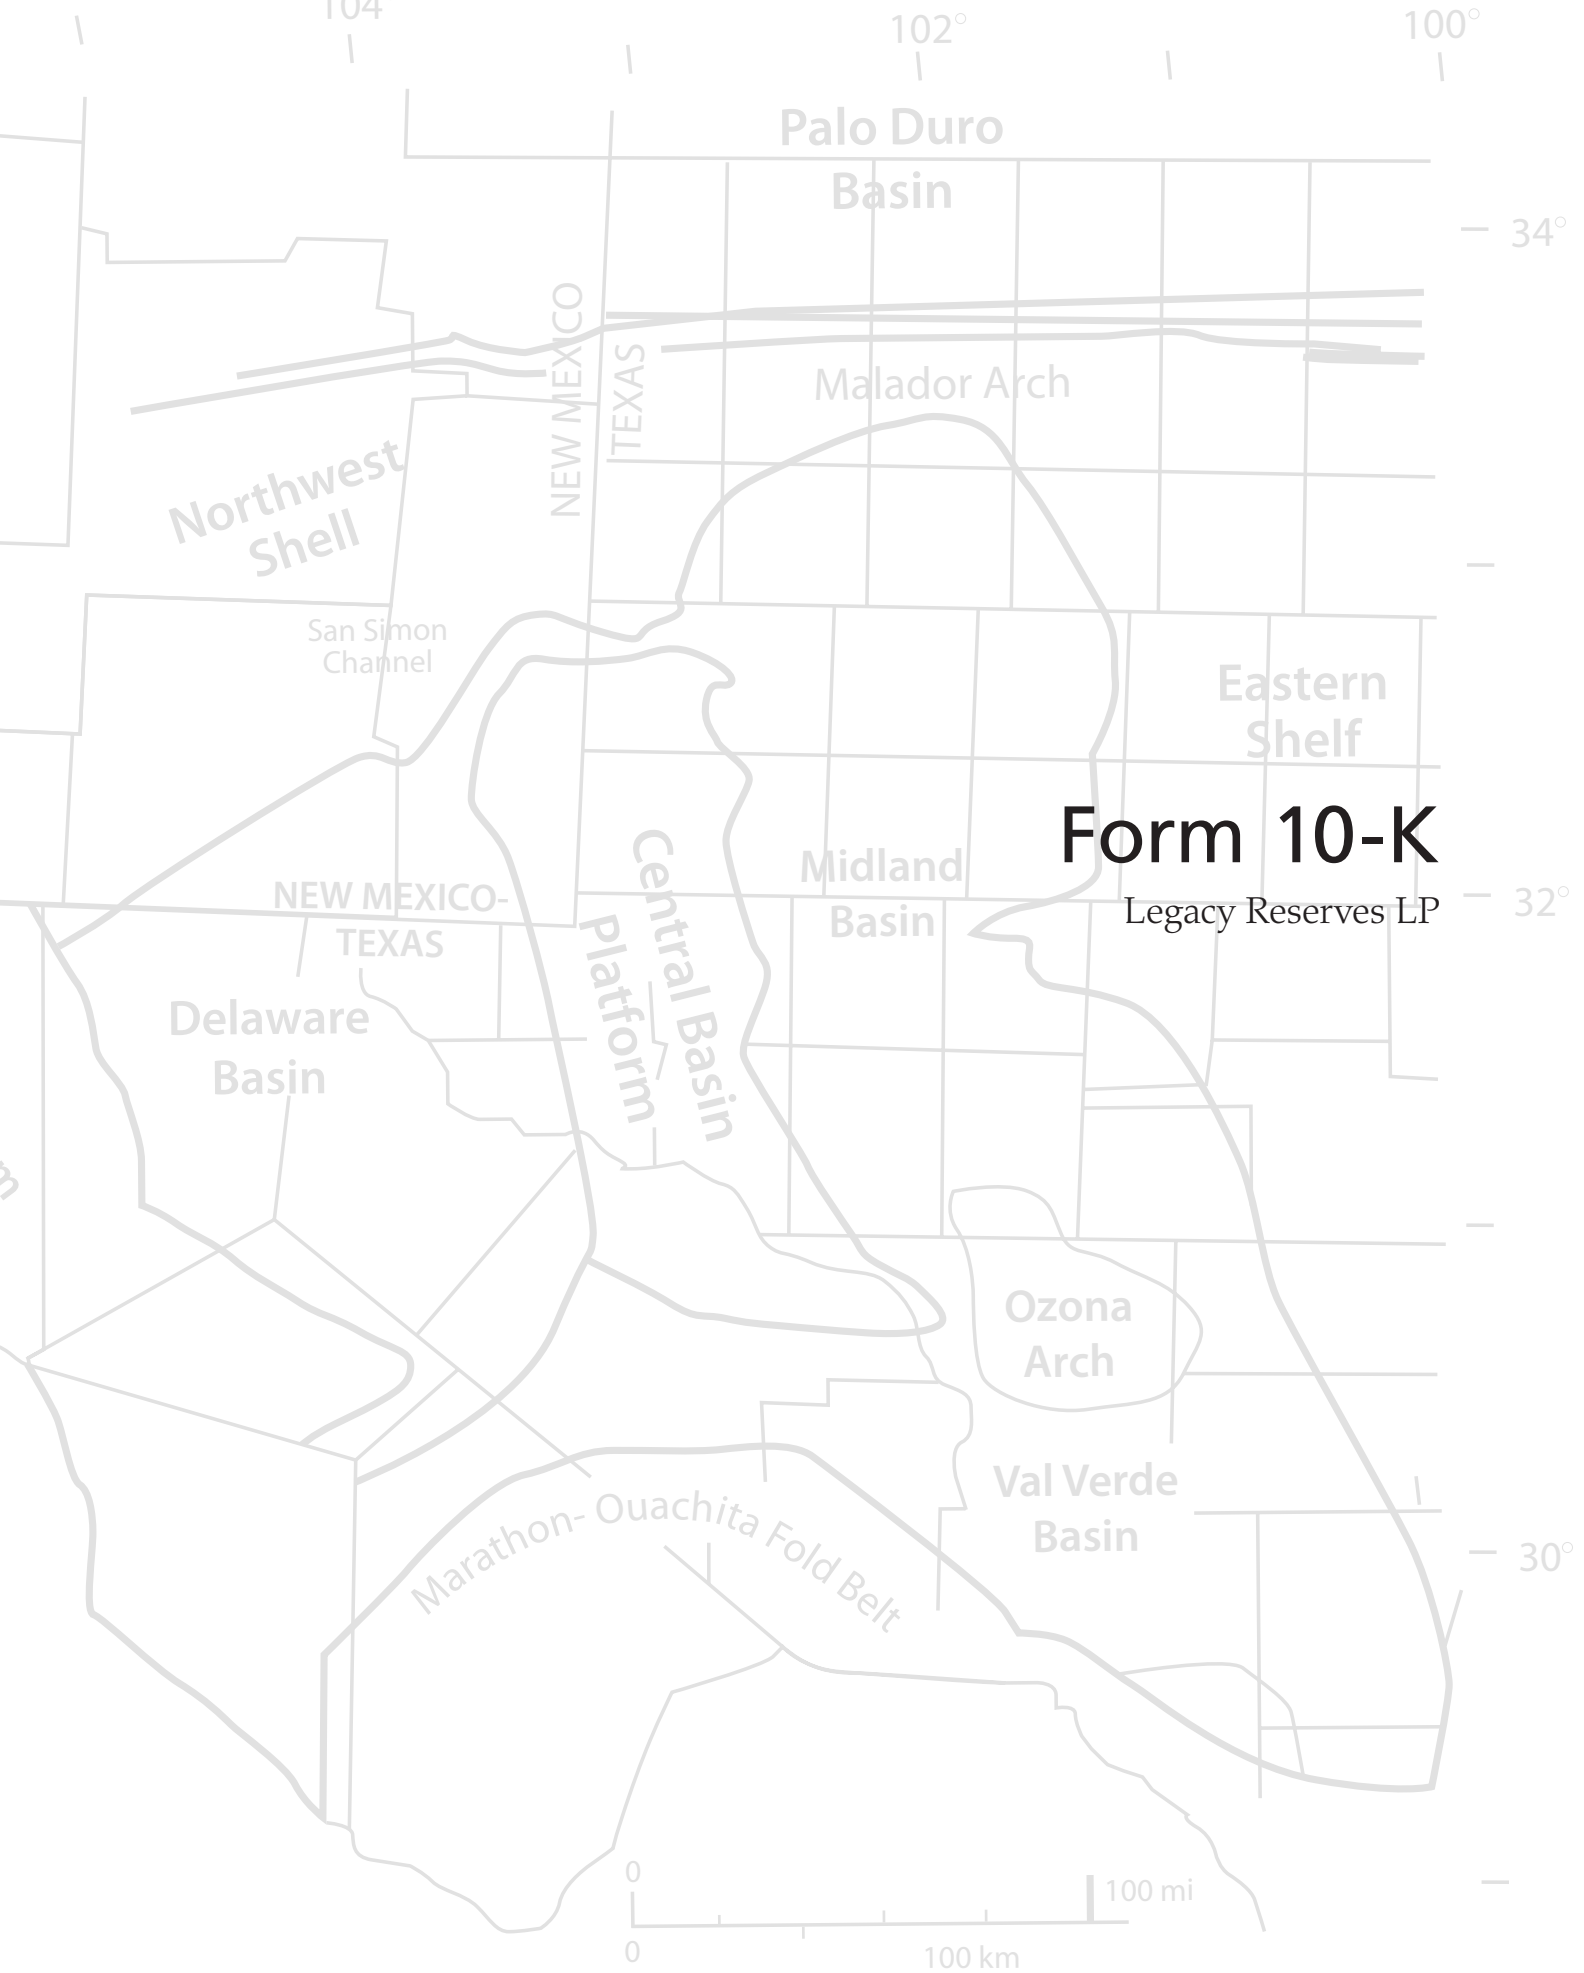 104
102°
100°
Palo Duro
Basin
34°
NEW MEXICO
TEXAS
Malador Arch
Northwest
Shell
San Simon
Channel
Eastern
Shelf
Form 10-K
Legacy Reserves LP
Midland
Basin
32°
NEW MEXICO-
TEXAS
Central Basin
Platform
Delaware
Basin
Ozona
Arch
Val Verde
Basin
Marathon- Ouachita Fold Belt
30°
0
100 mi
0
100 km